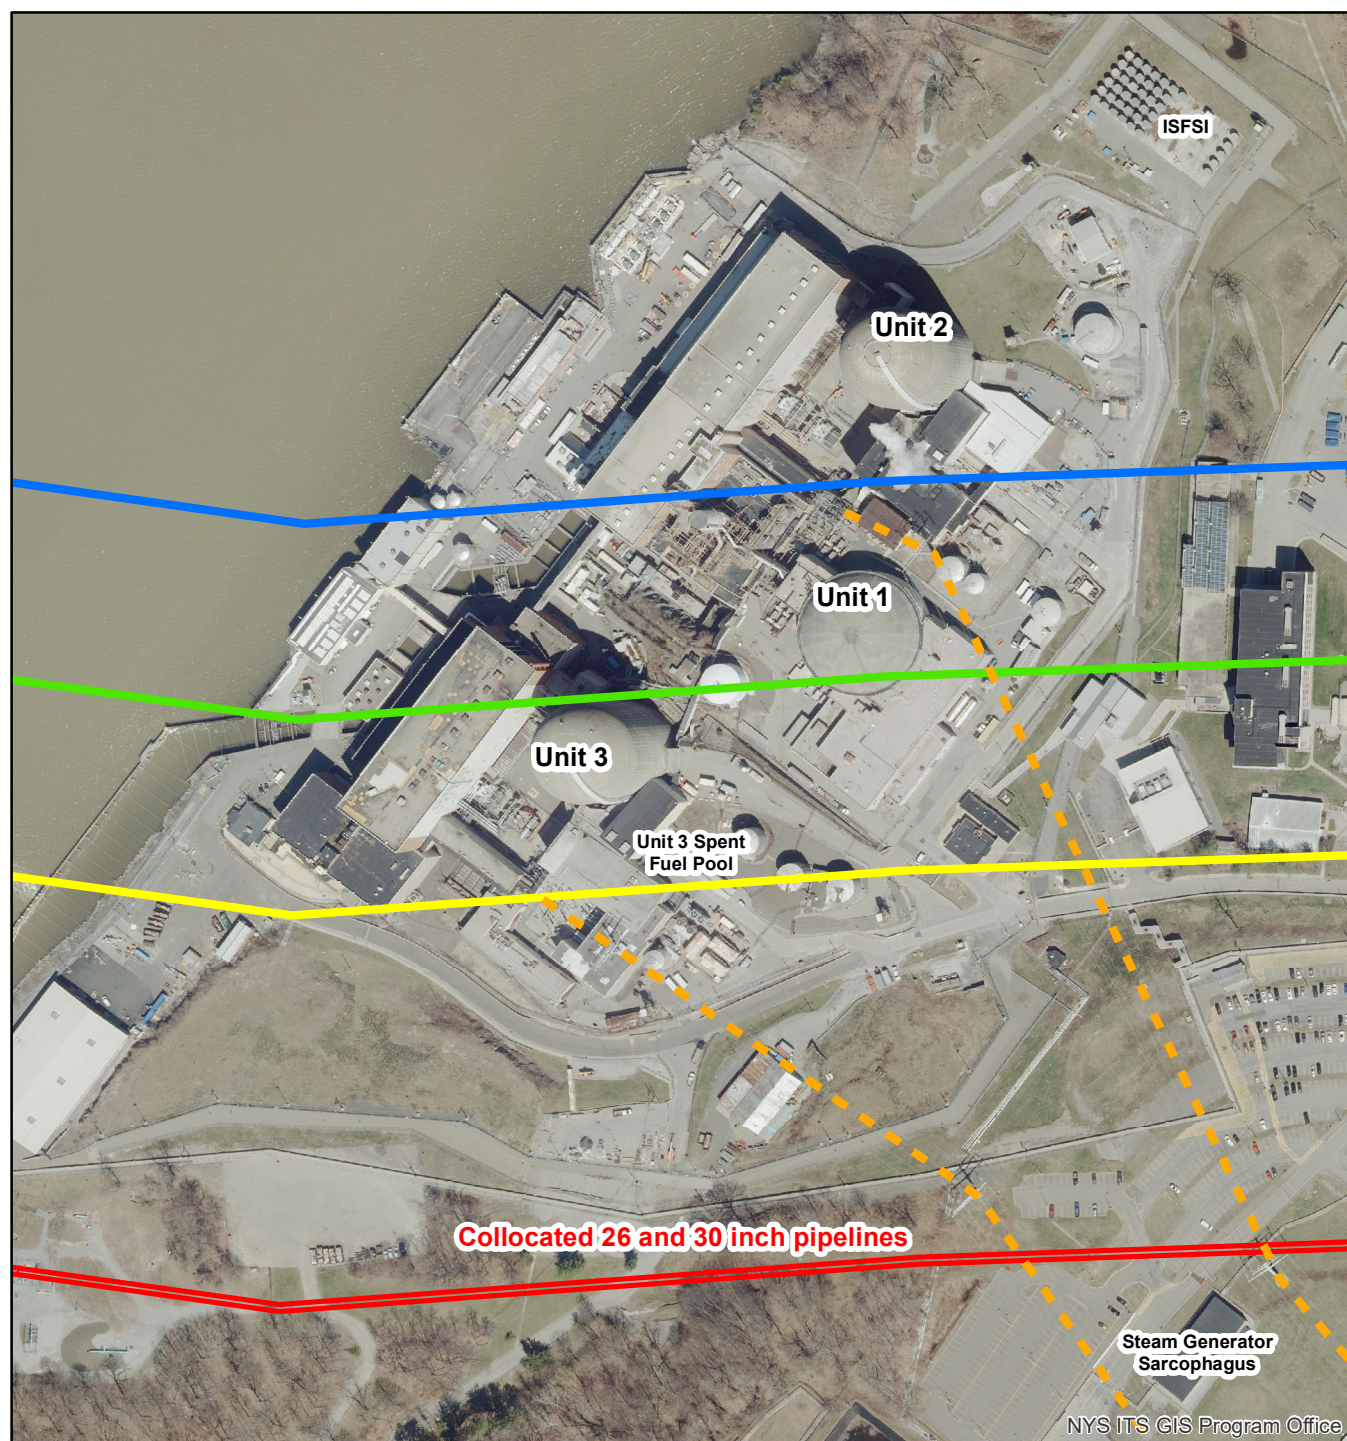 ISFSI
Unit 2
Unit 1
Unit 3
Unit 3 Spent
Fuel Pool
Collocated 26 and 30 inch pipelines
Steam Generator
Sarcophagus
NYS ITS GIS Program Office